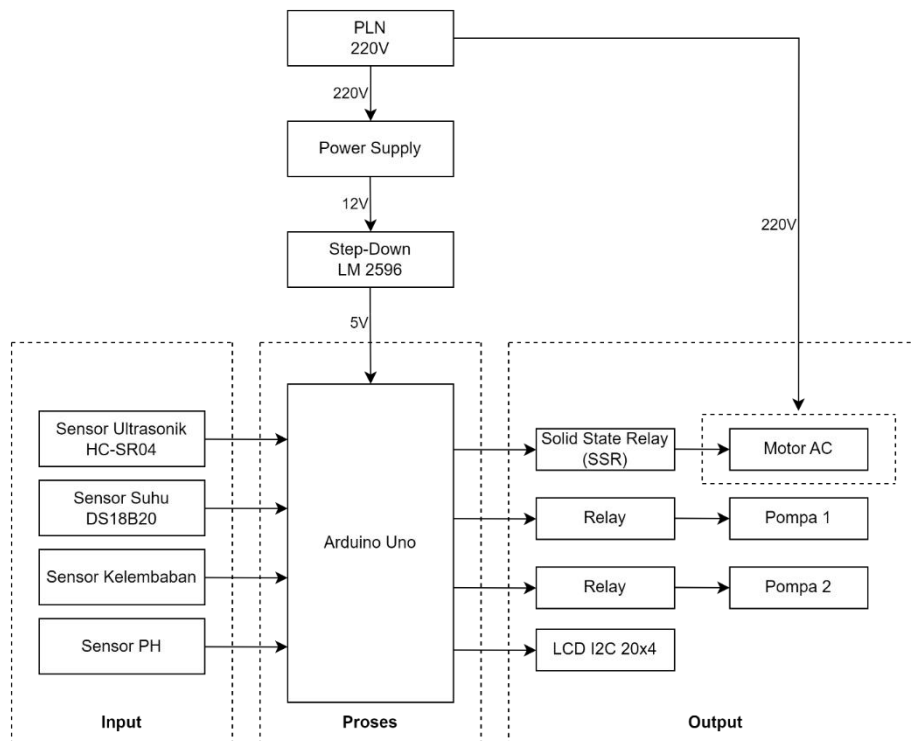 PLN
220V
220V
Power Supply
12V
Step-Down
LM 2596
220V
5V
Sensor Ultrasonik
HC-SR04
Sensor Suhu
DS18B20
Sensor Kelembaban
Sensor PH
Input
Arduino Uno
Proses
Solid State Relay
(SSR)
Motor AC
Relay
Pompa 1
Relay
Pompa 2
LCD I2C 20x4
Output